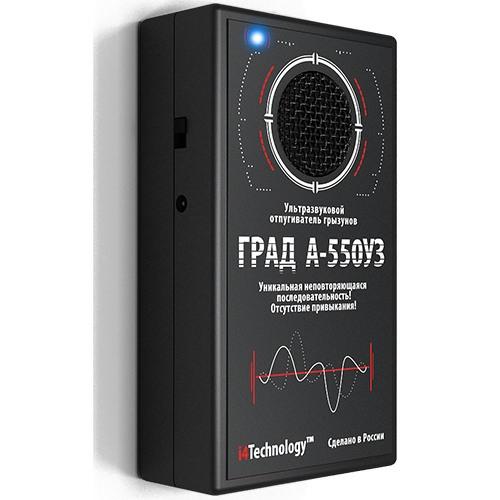 Ультразвуковой
отпугиватель грызунов
ГРАД А-550УЗ
Уникальная неповторяющаяся
последовательность!
Отсутствие привыкания!
i4Technology™
Сделано в России